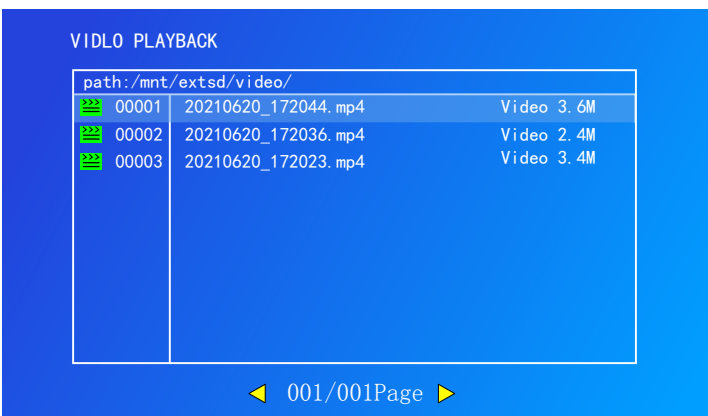 VIDLO PLAYBACK
path:/mnt/extsd/video/
00001 20210620_172044.mp4 Video 3.6M
00002 20210620_172036.mp4 Video 2.4M
00003 20210620_172023.mp4 Video 3.4M
001/001Page